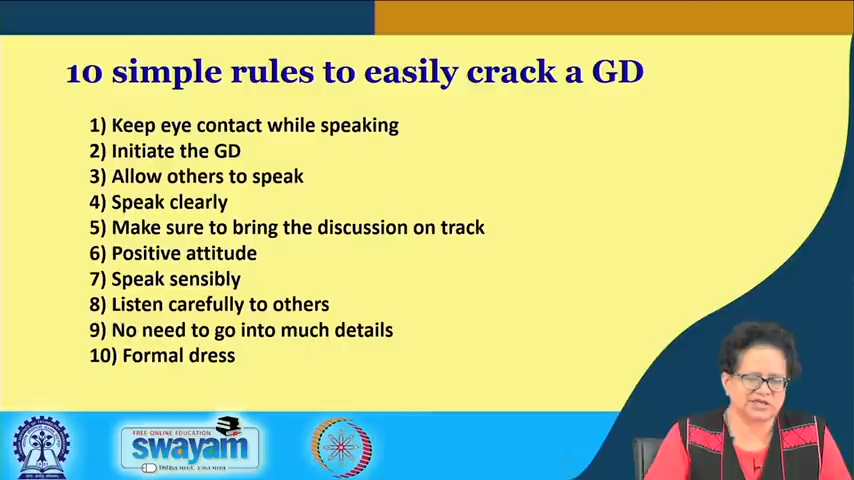 10 simple rules to easily crack a GD
1) Keep eye contact while speaking
2) Initiate the GD
3) Allow others to speak
4) Speak clearly
5) Make sure to bring the discussion on track
6) Positive attitude
7) Speak sensibly
8) Listen carefully to others
9) No need to go into much details
10) Formal dress
FREE ONLINE EDUCATION
swayam